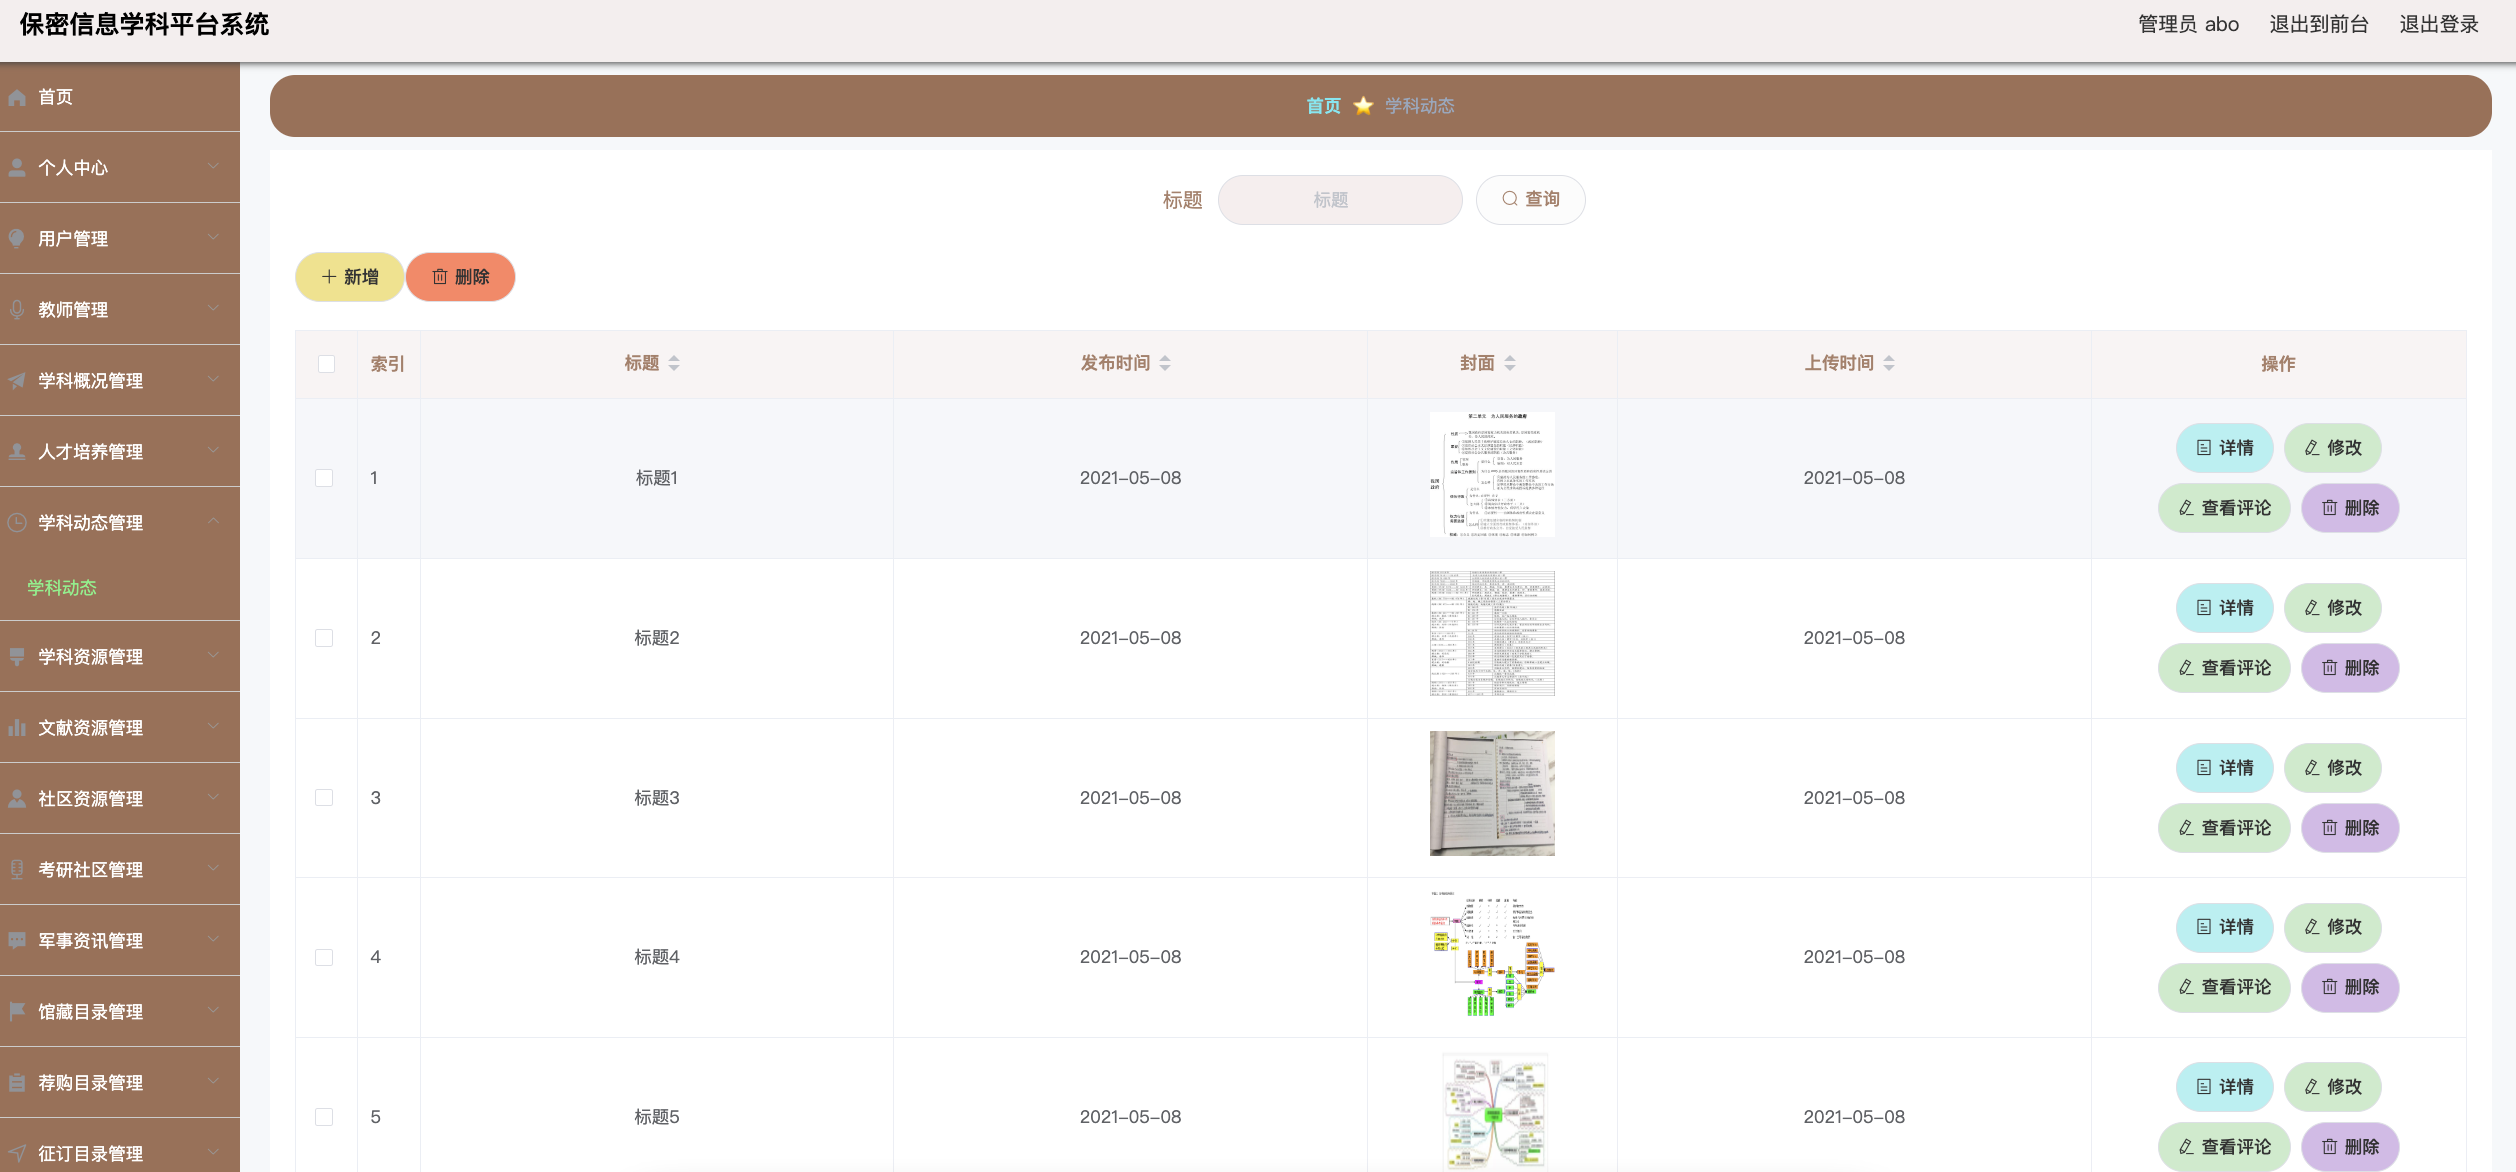 保密信息学科平台系统
管理员 abo 退出到前台 退出登录
首页
个人中心
用户管理
教师管理
学科概况管理
人才培养管理
学科动态管理
学科动态
学科资源管理
文献资源管理
社区资源管理
考研社区管理
军事资讯管理
馆藏目录管理
荐购目录管理
征订目录管理
首页 学科动态
标题 标题 查询
新增 删除
索引 标题 发布时间 封面 上传时间 操作
1 标题1 2021-05-08 2021-05-08 详情 修改
查看评论 删除
第二单元 为人民服务的政府
2 标题2 2021-05-08 2021-05-08 详情 修改
查看评论 删除
3 标题3 2021-05-08 2021-05-08 详情 修改
查看评论 删除
4 标题4 2021-05-08 2021-05-08 详情 修改
查看评论 删除
5 标题5 2021-05-08 2021-05-08 详情 修改
查看评论 删除